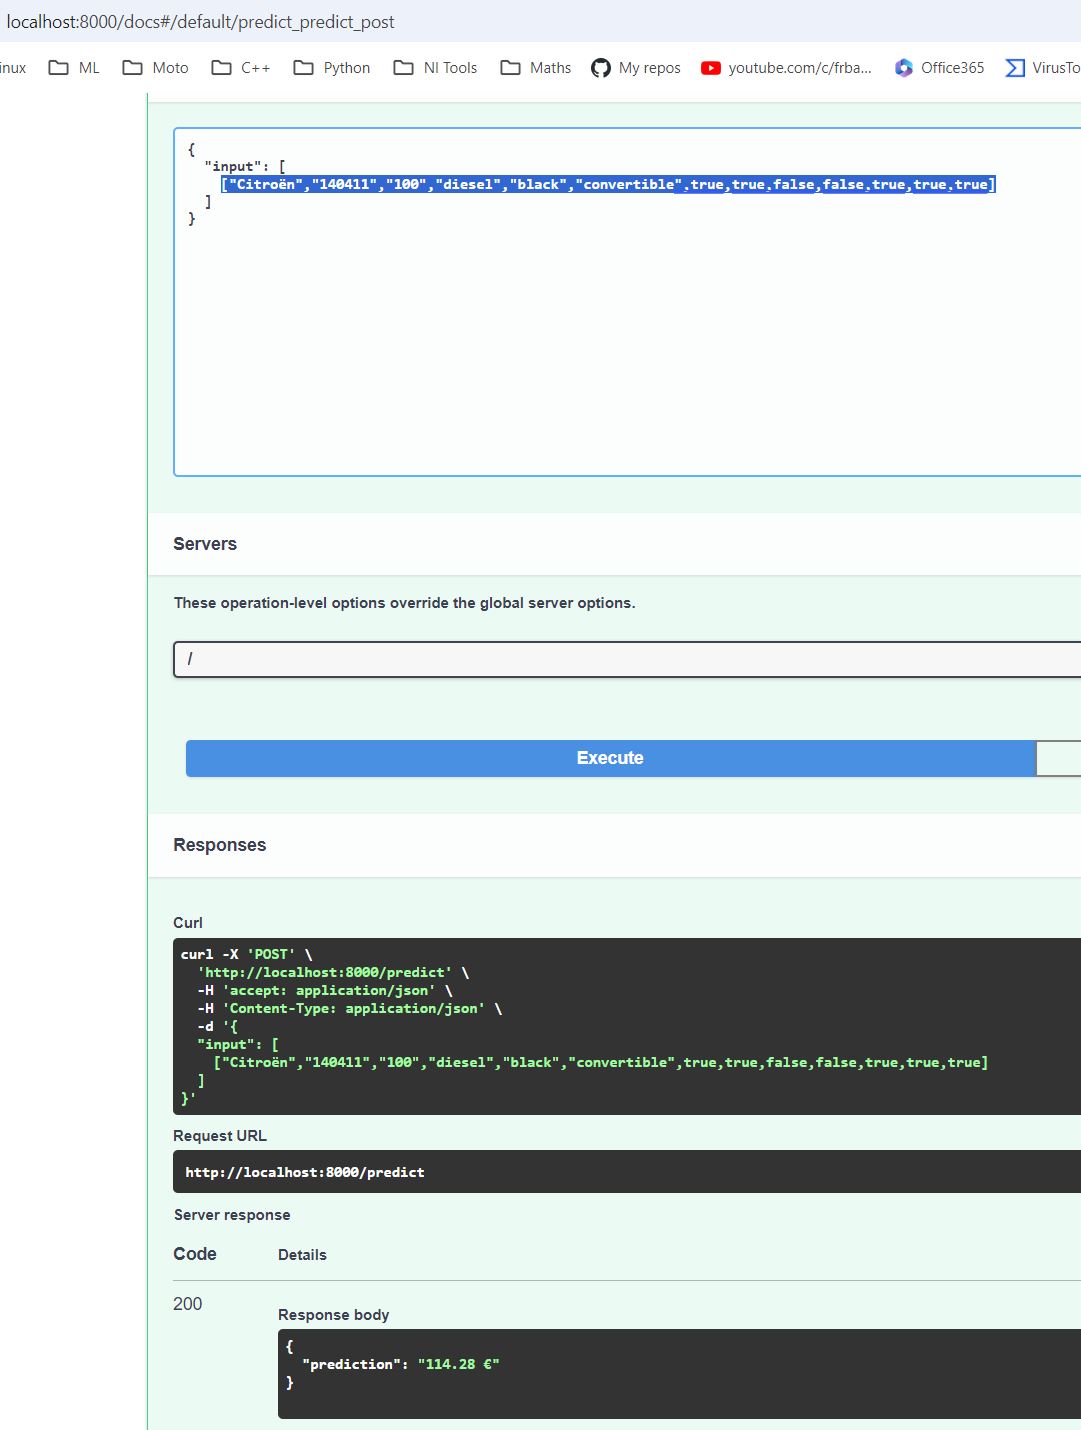 localhost:8000/docs#/default/predict_predict_post
inux ML Moto C++ Python NI Tools Maths My repos youtube.com/c/frba... Office365 VirusTo
{
"input": [
["Citroën","140411","100","diesel","black","convertible",true,true,false,false,true,true,true]
]
}
Servers
These operation-level options override the global server options.
/
Execute
Responses
Curl
curl -X 'POST' \
'http://localhost:8000/predict' \
-H 'accept: application/json' \
-H 'Content-Type: application/json' \
-d '{
"input": [
["Citroën","140411","100","diesel","black","convertible",true,true,false,false,true,true,true]
]
}'
Request URL
http://localhost:8000/predict
Server response
Code Details
200
Response body
{
"prediction": "114.28 €"
}